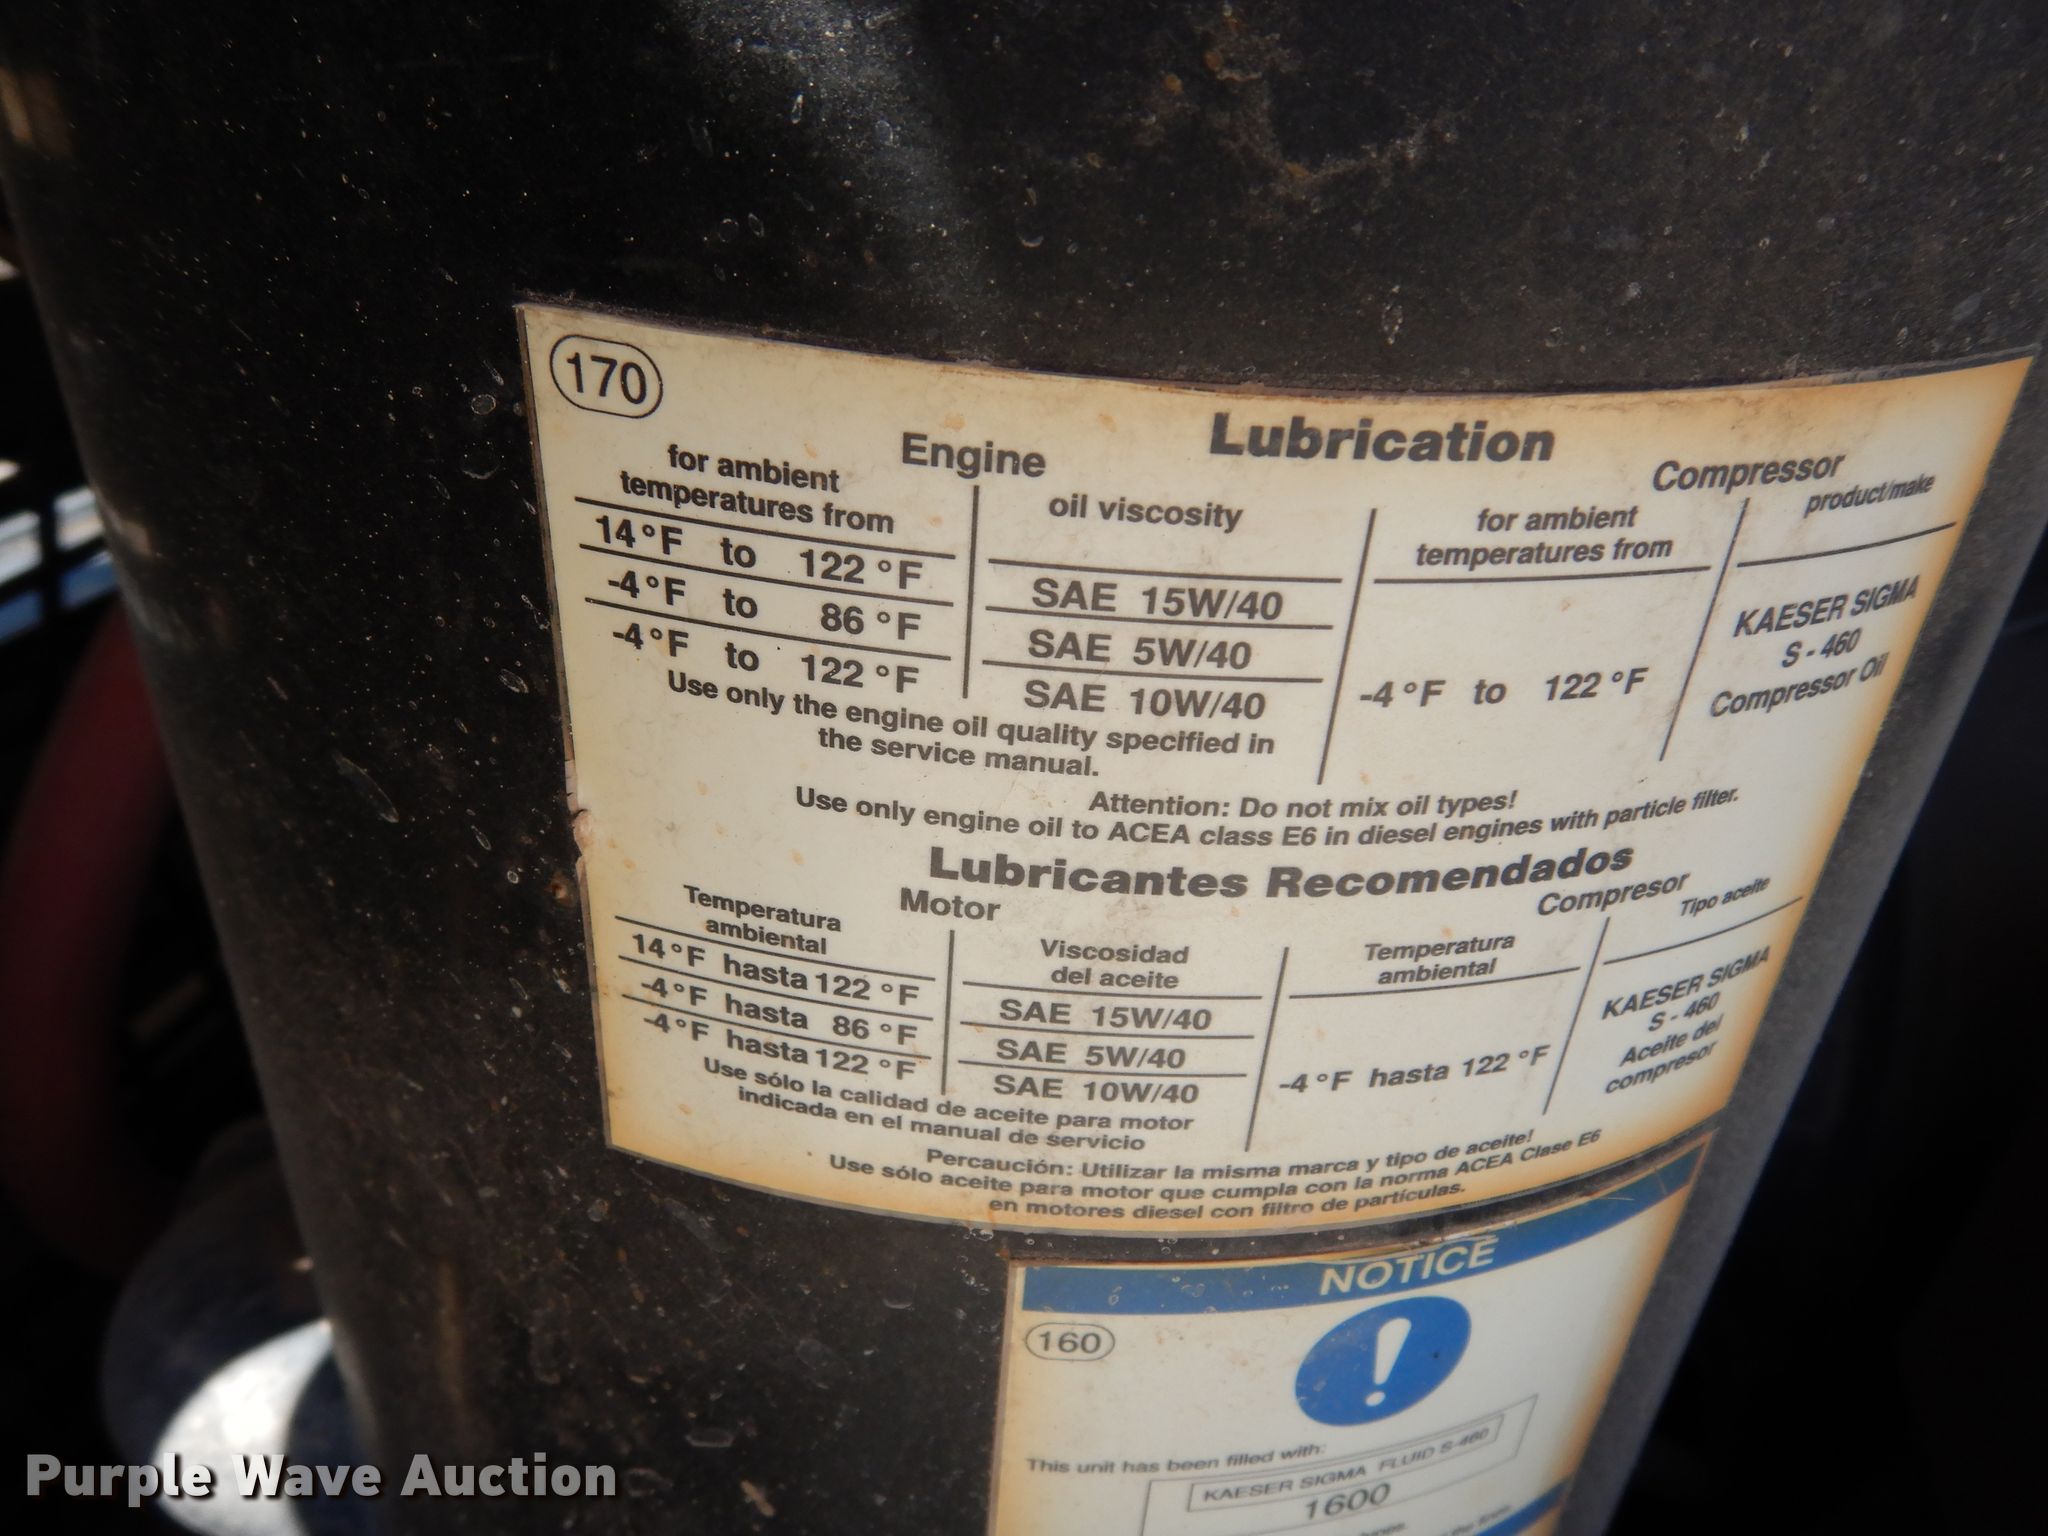 170
Lubrication
Engine
Compressor
for ambient
temperatures from
oil viscosity
for ambient
temperatures from
product/make
14°F to 122°F
SAE 15W/40
-4°F to 86°F
SAE 5W/40
-4°F to 122°F
SAE 10W/40
-4°F to 122°F
KAESER SIGMA
S - 460
Compressor Oil
Use only the engine oil quality specified in
the service manual.
Attention: Do not mix oil types!
Use only engine oil to ACEA class E6 in diesel engines with particle filter.
Lubricantes Recomendados
Motor
Compresor
Temperatura
ambiental
Viscosidad
del aceite
Temperatura
ambiental
Tipo aceite
14°F hasta 122°F
SAE 15W/40
-4°F hasta 86°F
SAE 5W/40
-4°F hasta 122°F
SAE 10W/40
-4°F hasta 122°F
KAESER SIGMA
S - 460
Aceite del
compresor
Use sólo la calidad de aceite para motor
indicada en el manual de servicio
Percaución: Utilizar la misma marca y tipo de aceite!
Use sólo aceite para motor que cumpla con la norma ACEA Clase E6
en motores diesel con filtro de partículas.
NOTICE
160
This unit has been filled with:
KAESER SIGMA FLUID S-460
1600
Purple Wave Auction